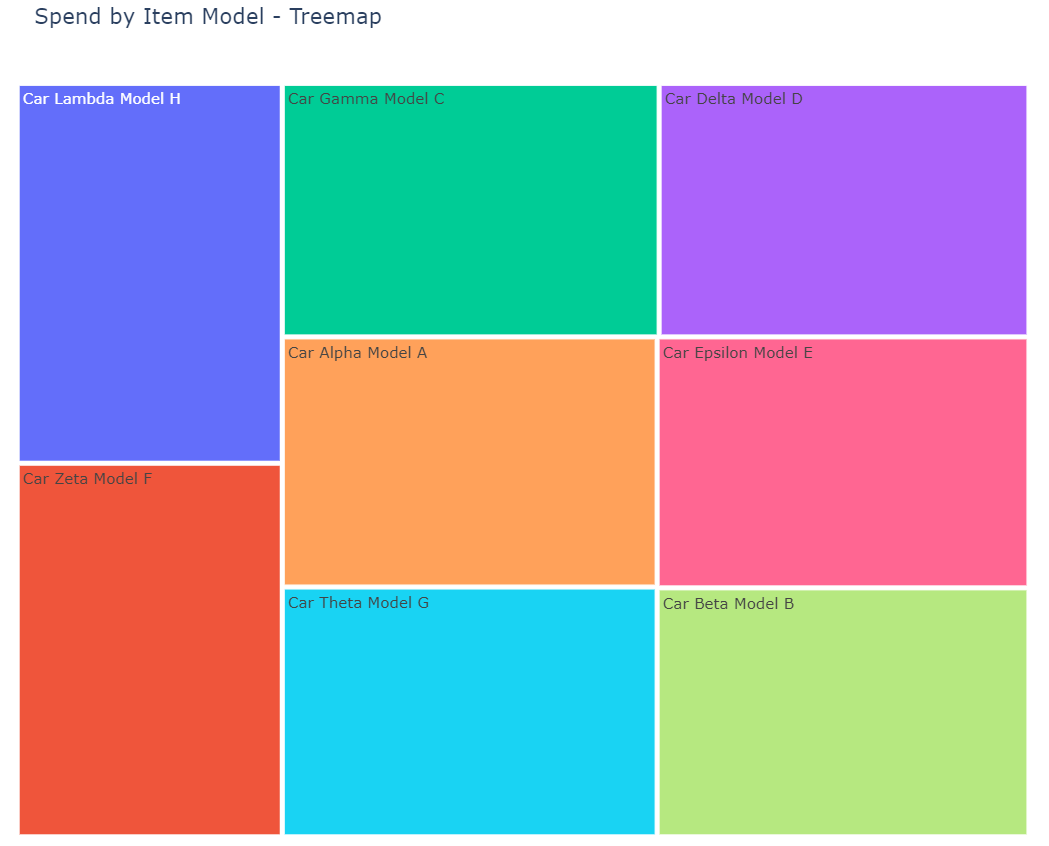 Spend by Item Model - Treemap
Car Lambda Model H
Car Gamma Model C
Car Delta Model D
Car Alpha Model A
Car Epsilon Model E
Car Zeta Model F
Car Theta Model G
Car Beta Model B